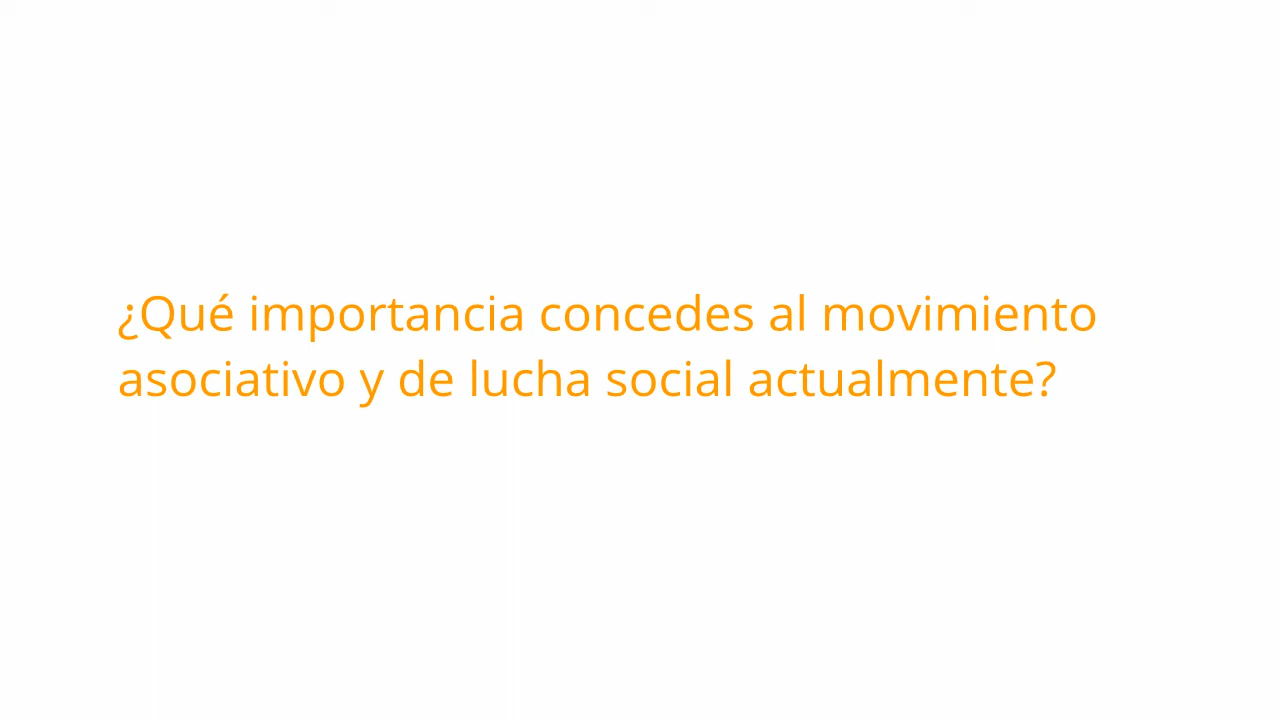 ¿Qué importancia concedes al movimiento
asociativo y de lucha social actualmente?